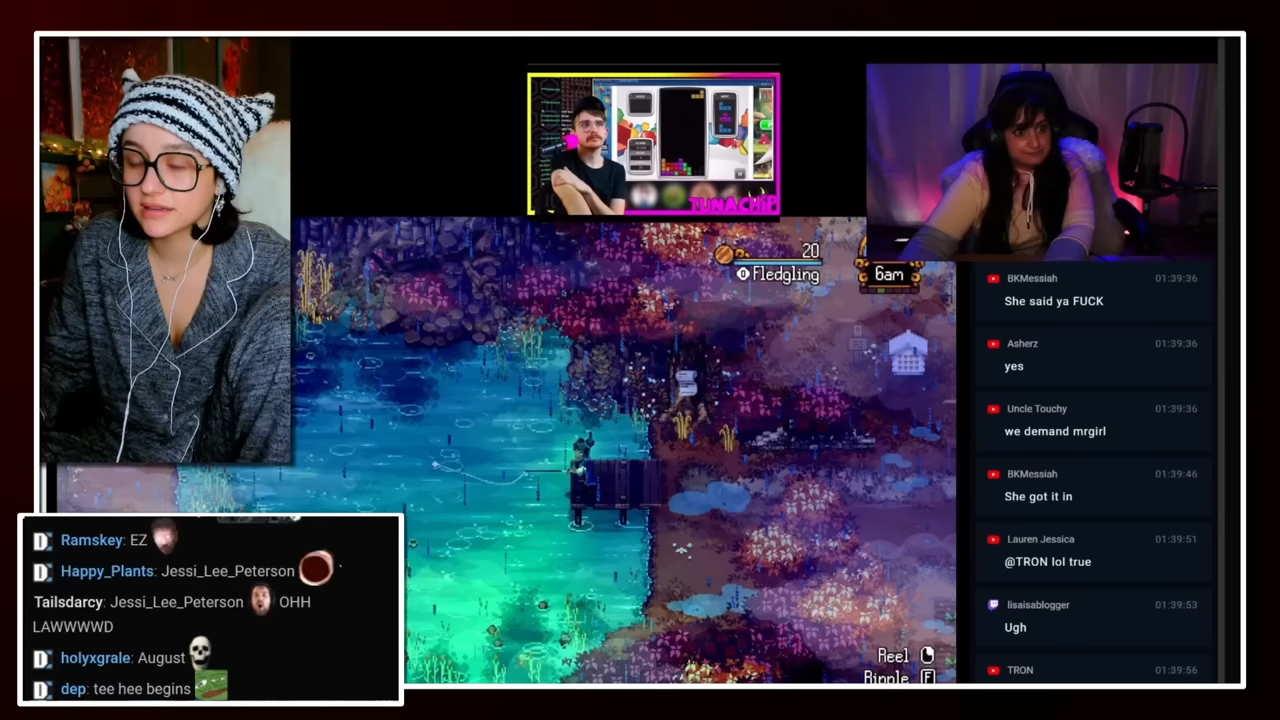 TUNACHIP
20
Fledgling
6am
Reel
Ripple F
BKMessiah 01:39:36
She said ya FUCK
Asherz 01:39:36
yes
Uncle Touchy 01:39:36
we demand mrgirl
BKMessiah 01:39:46
She got it in
Lauren Jessica 01:39:51
@TRON lol true
lisaisablogger 01:39:53
Ugh
TRON 01:39:56
Ramskey: EZ
Happy_Plants: Jessi_Lee_Peterson
Tailsdarcy: Jessi_Lee_Peterson OHH
LAWWWWD
holyxgrale: August
dep: tee hee begins